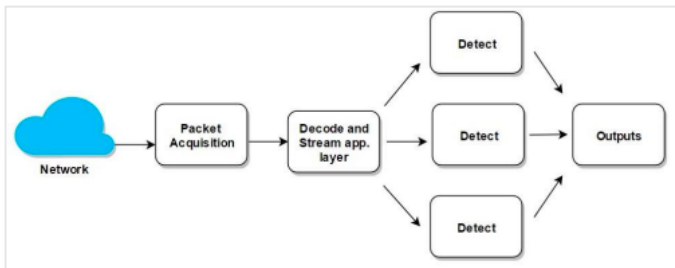 Network
Packet
Acquisition
Decode and
Stream app.
layer
Detect
Detect
Detect
Outputs